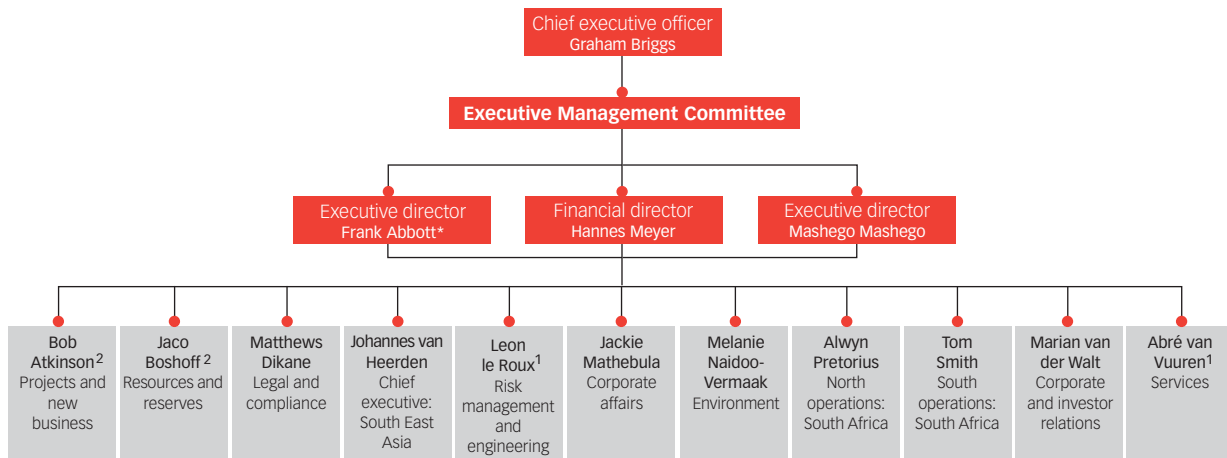 Chief executive officer
Graham Briggs
Executive Management Committee
Executive director
Frank Abbott*
Financial director
Hannes Meyer
Executive director
Mashego Mashego
Bob
Atkinson²
Projects and
new
business
Jaco
Boshoff ²
Resources and
reserves
Matthews
Dikane
Legal and
compliance
Johannes van
Heerden
Chief
executive:
South East
Asia
Leon
le Roux¹
Risk
management
and
engineering
Jackie
Mathebula
Corporate
affairs
Melanie
Naidoo-
Vermaak
Environment
Alwyn
Pretorius
North
operations:
South Africa
Tom
Smith
South
operations:
South Africa
Marian van
der Walt
Corporate
and investor
relations
Abré van
Vuuren¹
Services